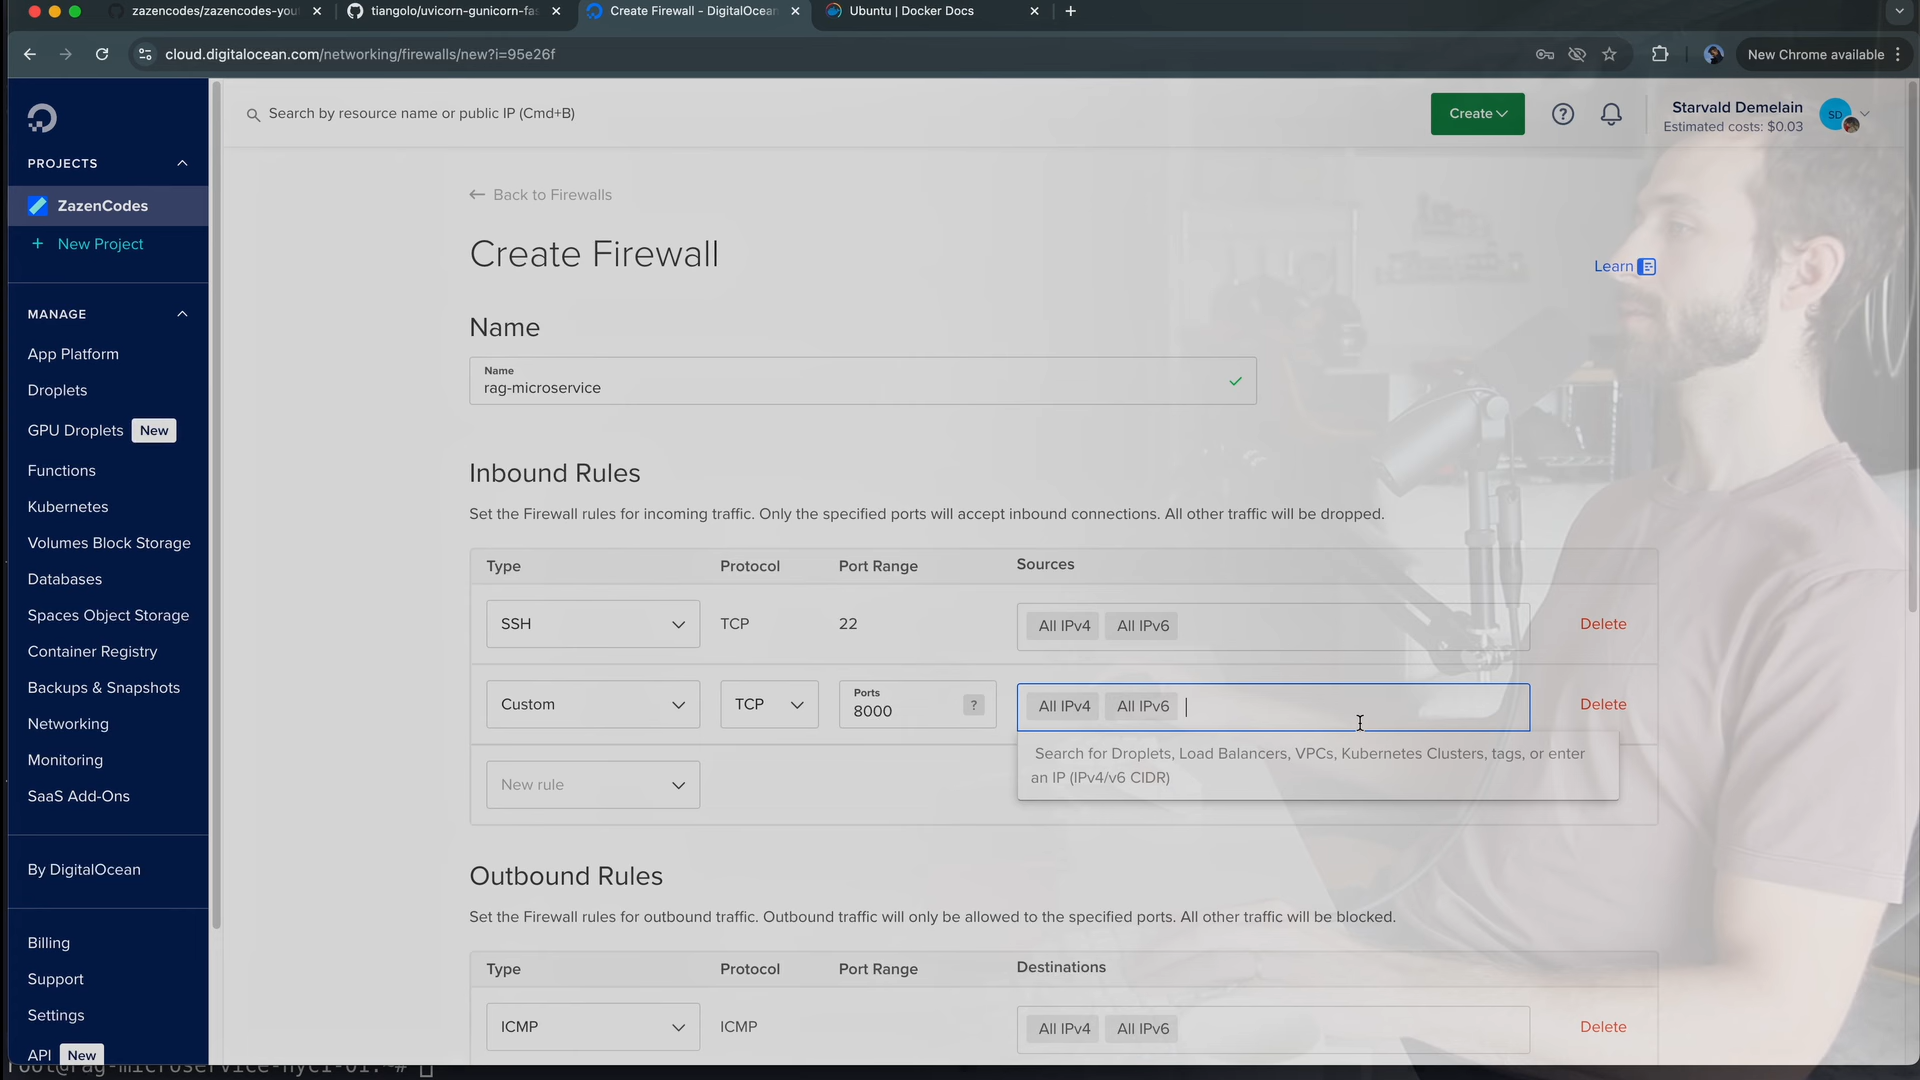 zazencodes/zazencodes-you
tiangolo/uvicorn-gunicorn-fas
Create Firewall - DigitalOcean
Ubuntu | Docker Docs
cloud.digitalocean.com/networking/firewalls/new?i=95e26f
New Chrome available
Search by resource name or public IP (Cmd+B)
Create
Starvald Demelain
Estimated costs: $0.03
SD
PROJECTS
ZazenCodes
+ New Project
MANAGE
App Platform
Droplets
GPU Droplets New
Functions
Kubernetes
Volumes Block Storage
Databases
Spaces Object Storage
Container Registry
Backups & Snapshots
Networking
Monitoring
SaaS Add-Ons
By DigitalOcean
Billing
Support
Settings
API New
← Back to Firewalls
Create Firewall
Learn
Name
Name
rag-microservice
Inbound Rules
Set the Firewall rules for incoming traffic. Only the specified ports will accept inbound connections. All other traffic will be dropped.
Type Protocol Port Range Sources
SSH TCP 22 All IPv4 All IPv6 Delete
Custom TCP Ports 8000 ? All IPv4 All IPv6 Delete
Search for Droplets, Load Balancers, VPCs, Kubernetes Clusters, tags, or enter
an IP (IPv4/v6 CIDR)
New rule
Outbound Rules
Set the Firewall rules for outbound traffic. Outbound traffic will only be allowed to the specified ports. All other traffic will be blocked.
Type Protocol Port Range Destinations
ICMP ICMP All IPv4 All IPv6 Delete
root@rag-microservice-nyc1-01:~#